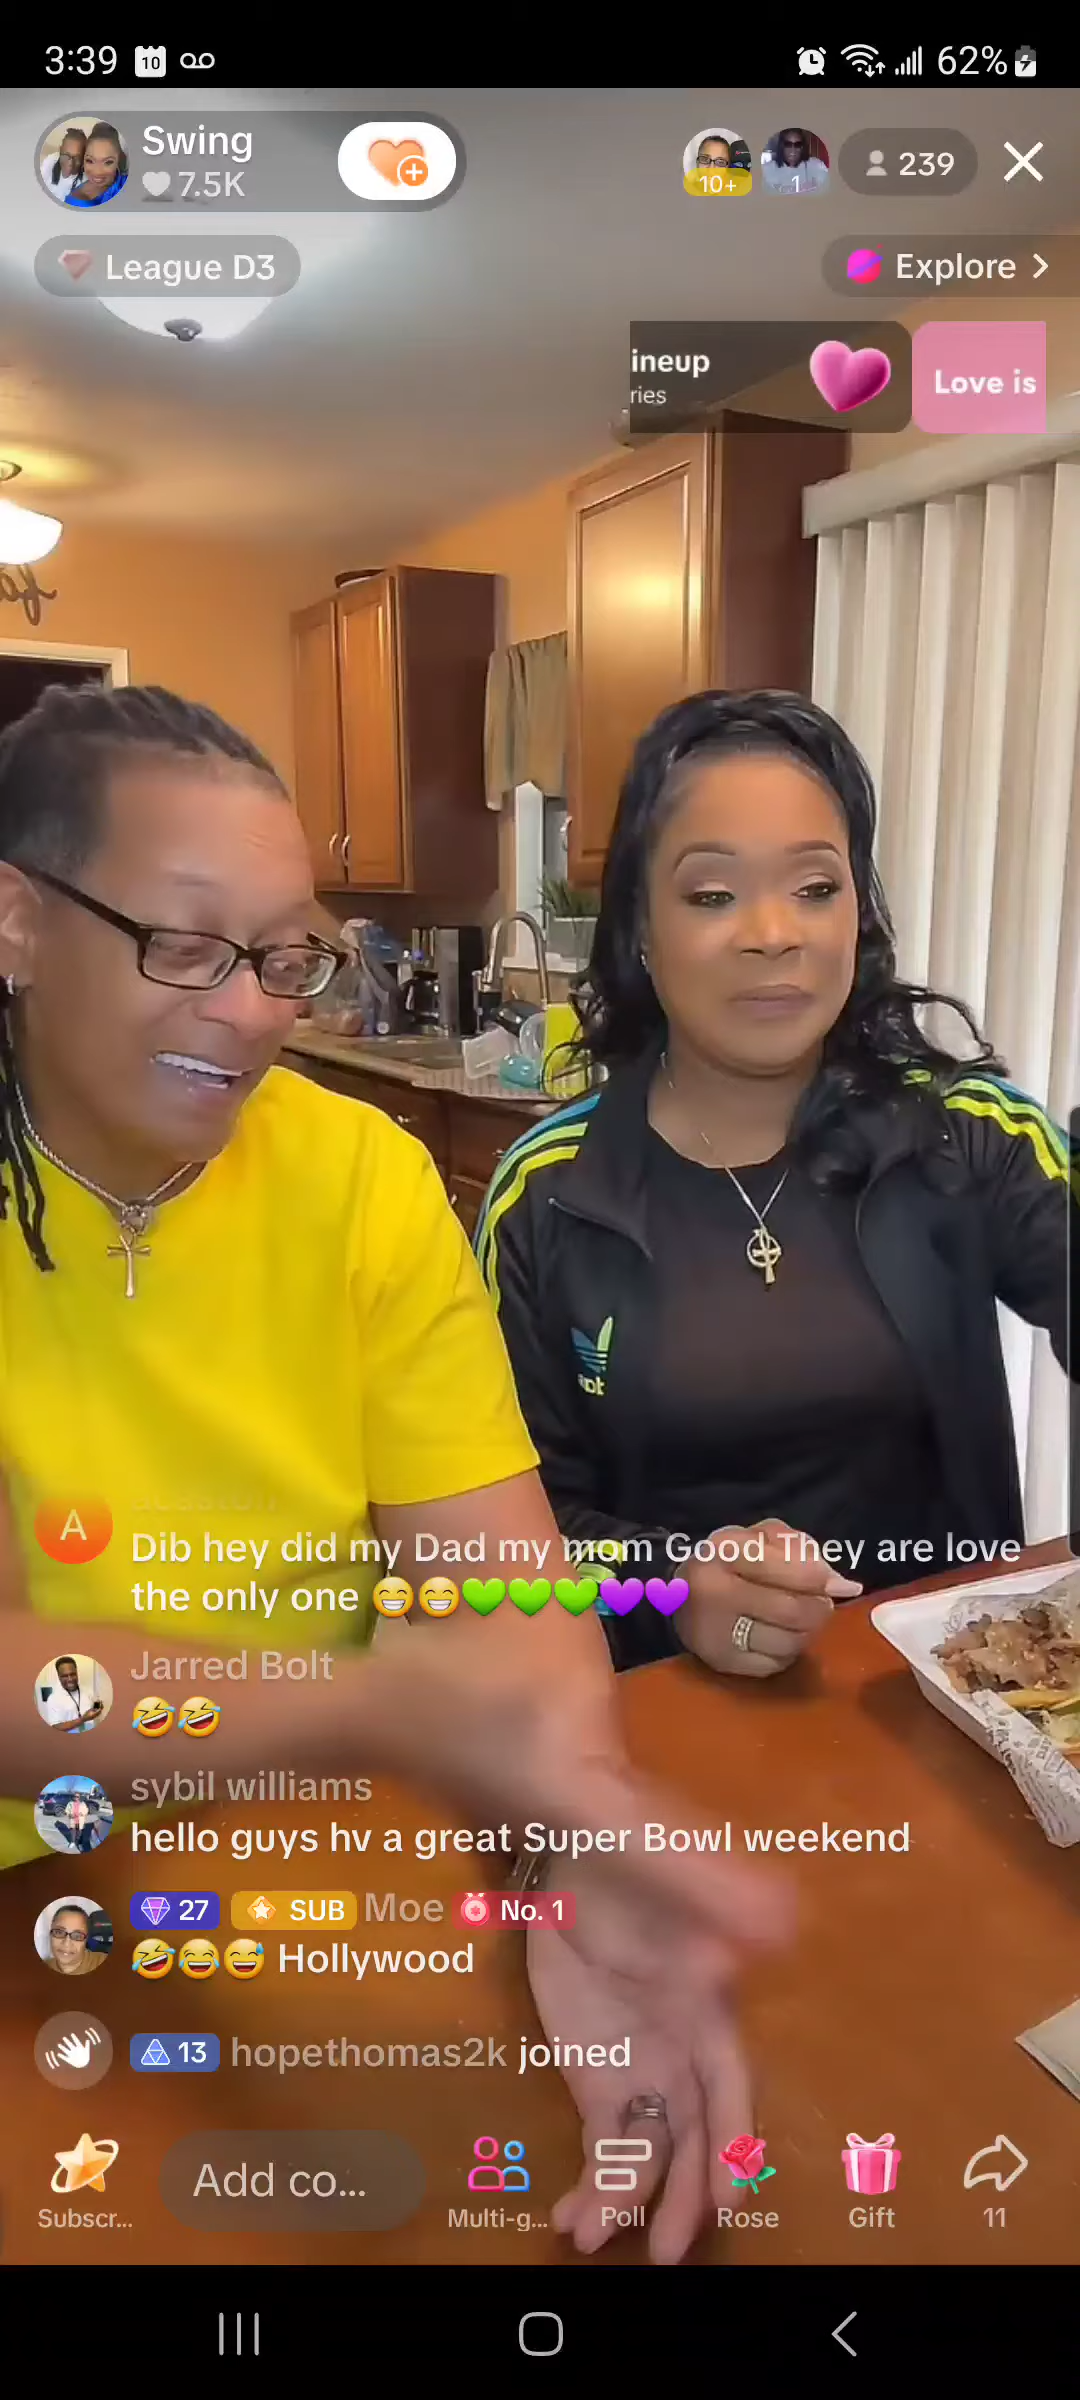 3:39
10
62%
Swing
7.5K
10+
1
239
League D3
Explore
ineup
ries
Love is
Dib hey did my Dad my mom Good They are love
the only one 😁😁💚💚💚💜💜
A
Jarred Bolt
🤣🤣
sybil williams
hello guys hv a great Super Bowl weekend
27 SUB Moe No. 1
🤣😂😅 Hollywood
13 hopethomas2k joined
Subscr...
Add co...
Multi-g...
Poll
Rose
Gift
11